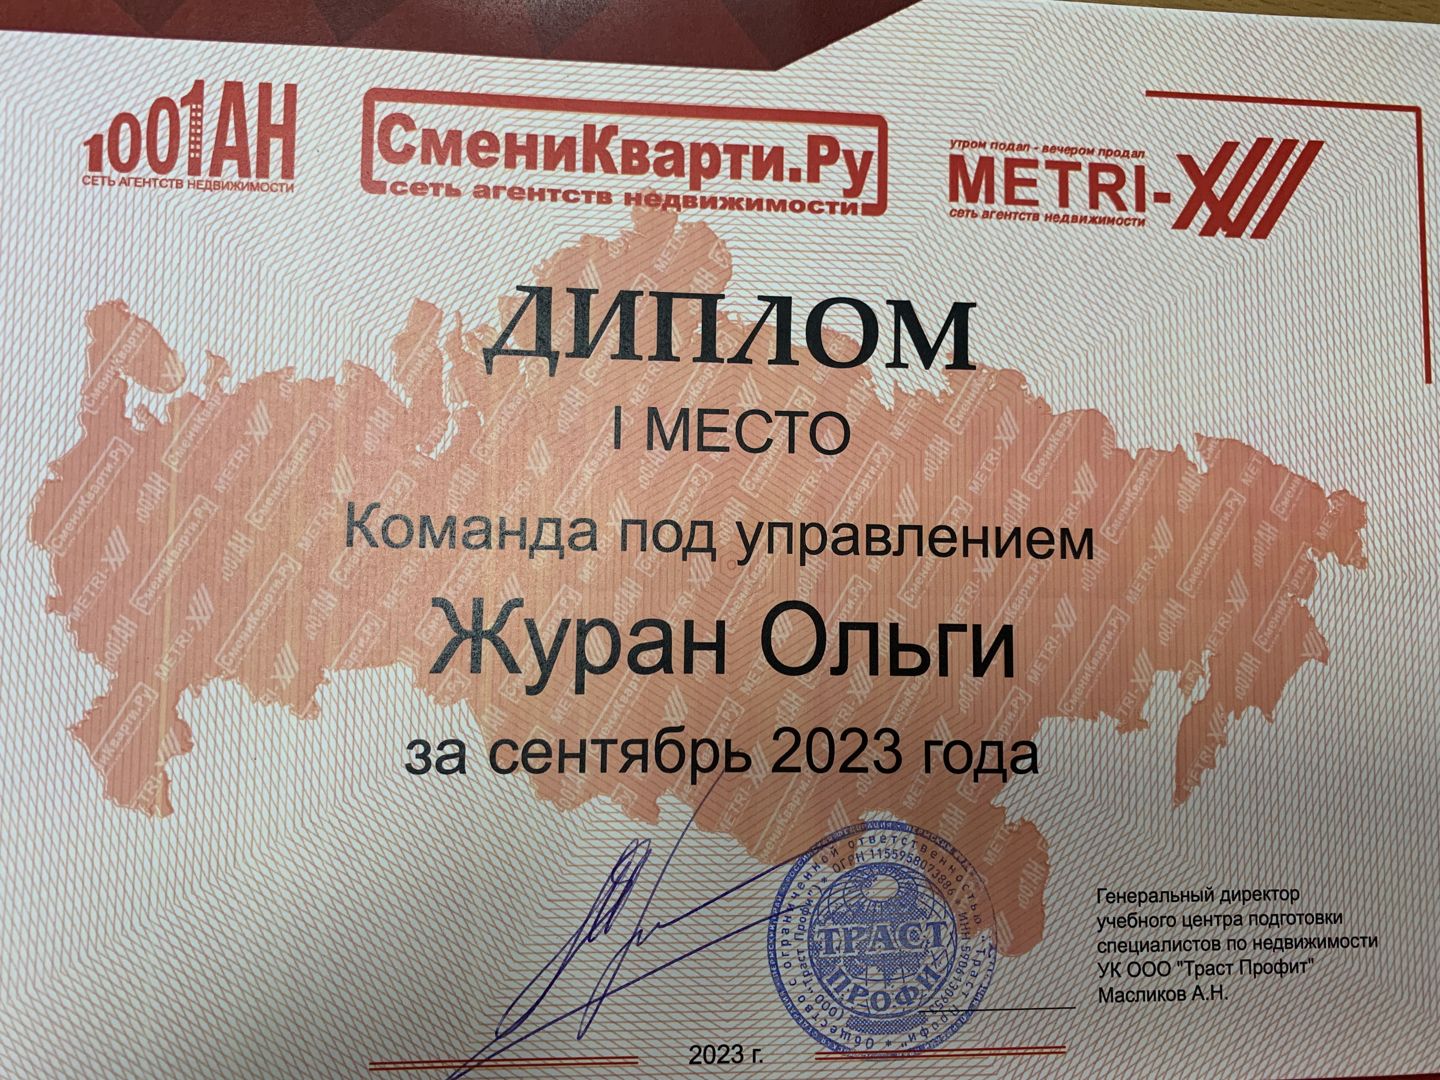 1001АН
СЕТЬ АГЕНТСТВ НЕДВИЖИМОСТИ
СмениКварти.Ру
сеть агентств недвижимости
утром подал - вечером продал
METRI-X
сеть агентств недвижимости
ДИПЛОМ
I МЕСТО
Команда под управлением
Журан Ольги
за сентябрь 2023 года
Генеральный директор
учебного центра подготовки
специалистов по недвижимости
УК ООО "Траст Профит"
Масликов А.Н.
ТРАСТ
ПРОФИ
2023 г.